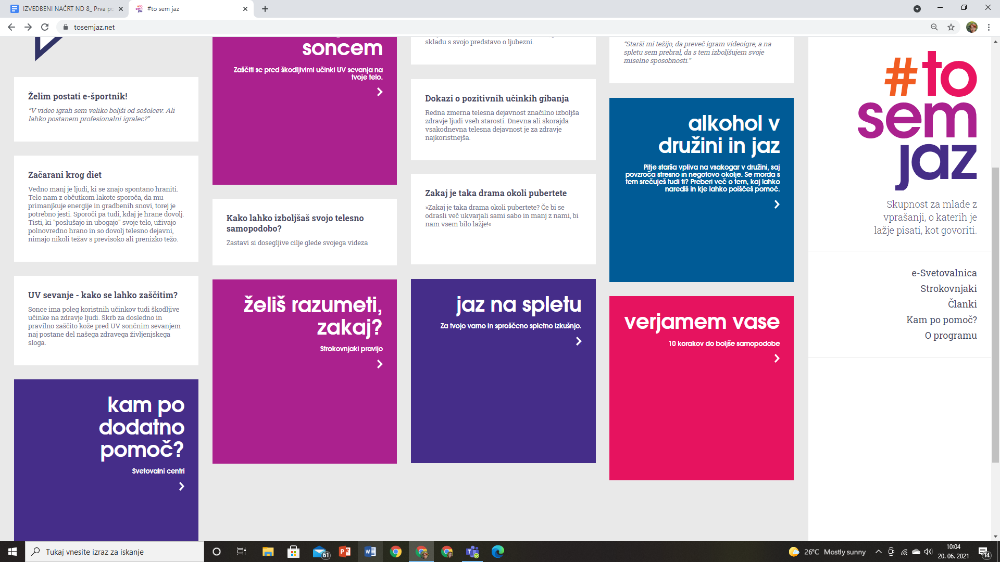 IZVEDBENI NAČRT ND 8_ Prva po
#to sem jaz
tosemjaz.net
Želim postati e-športnik!
“V video igrah sem veliko boljši od sošolcev. Ali
lahko postanem profesionalni igralec?”
Začarani krog diet
Vedno manj je ljudi, ki se znajo spontano hraniti.
Telo nam z občutkom lakote sporoča, da mu
primanjkuje energije in gradbenih snovi, torej je
potrebno jesti. Sporoči pa tudi, kdaj je hrane dovolj.
Tisti, ki "poslušajo in ubogajo" svoje telo, uživajo
polnovredno hrano in so dovolj telesno dejavni,
nimajo nikoli težav s previsoko ali prenizko težo.
UV sevanje - kako se lahko zaščitim?
Sonce ima poleg koristnih učinkov tudi škodljive
učinke na zdravje ljudi. Skrb za dosledno in
pravilno zaščito kože pred UV sončnim sevanjem
naj postane del našega zdravega življenjskega
sloga.
kam po
dodatno
pomoč?
Svetovalni centri
soncem
Zaščiti se pred škodljivimi učinki UV sevanja na
tvoje telo.
Kako lahko izboljšaš svojo telesno
samopodobo?
Zastavi si dosegljive cilje glede svojega videza
želiš razumeti,
zakaj?
Strokovnjaki pravijo
skladu s svojo predstavo o ljubezni.
Dokazi o pozitivnih učinkih gibanja
Redna zmerna telesna dejavnost značilno izboljša
zdravje ljudi vseh starosti. Dnevna ali skorajda
vsakodnevna telesna dejavnost je za zdravje
najkoristnejša.
Zakaj je taka drama okoli pubertete
»Zakaj je taka drama okoli pubertete? Če bi se
odrasli več ukvarjali sami sabo in manj z nami, bi
nam vsem bilo lažje!«
jaz na spletu
Za tvojo varno in sproščeno spletno izkušnjo.
“Starši mi težijo, da preveč igram videoigre, a na
spletu sem prebral, da s tem izboljšujem svoje
miselne sposobnosti.”
alkohol v
družini in jaz
Pitje starša vpliva na vsakogar v družini, saj
povzroča stresno in negotovo okolje. Se morda s
tem srečuješ tudi ti? Preberi več o tem, kaj lahko
narediš in kje lahko poiščeš pomoč.
verjamem vase
10 korakov do boljše samopodobe
#to
sem
jaz
Skupnost za mlade z
vprašanji, o katerih je
lažje pisati, kot govoriti.
e-Svetovalnica
Strokovnjaki
Članki
Kam po pomoč?
O programu
Tukaj vnesite izraz za iskanje
61
26°C Mostly sunny
10:04
20. 06. 2021
14